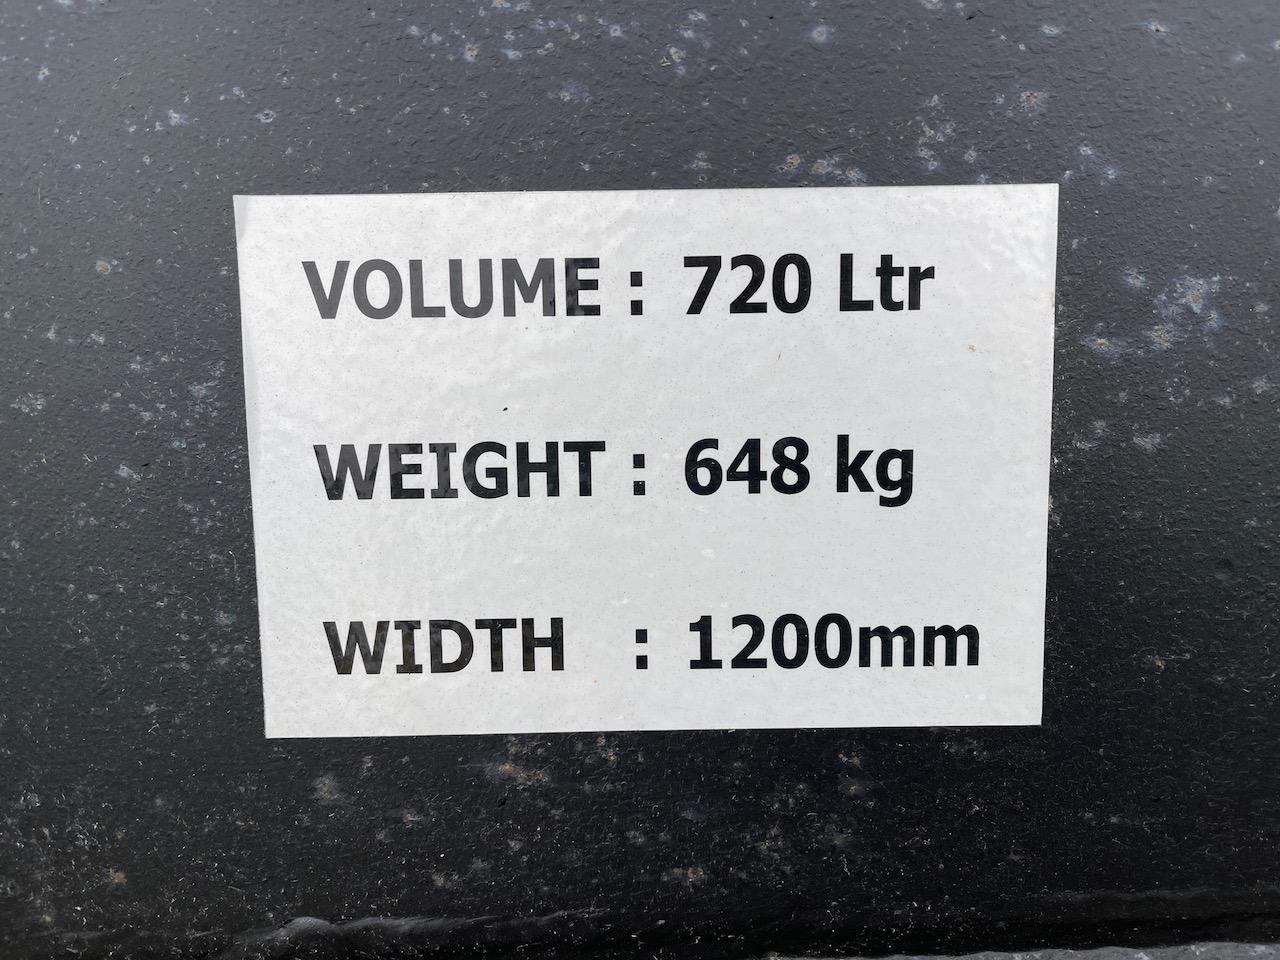 VOLUME : 720 Ltr
WEIGHT : 648 kg
WIDTH : 1200mm